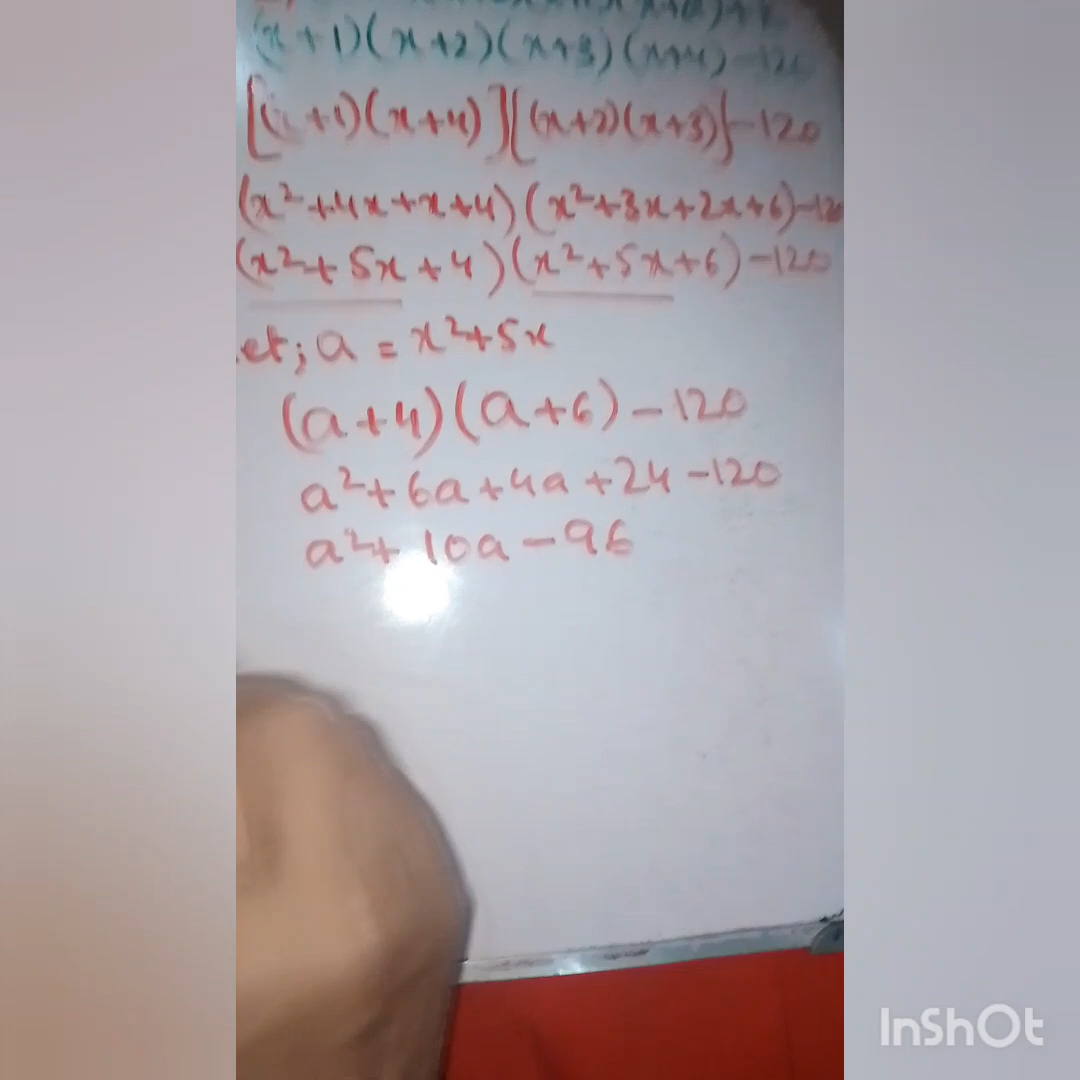 (x+1)(x+2)(x+3)(x+4)-120
[(x+1)(x+4)][(x+2)(x+3)]-120
(x²+4x+x+4)(x²+3x+2x+6)-120
(x²+5x+4)(x²+5x+6)-120
et; a = x²+5x
(a+4)(a+6)-120
a²+6a+4a+24-120
a²+10a-96
InShOt